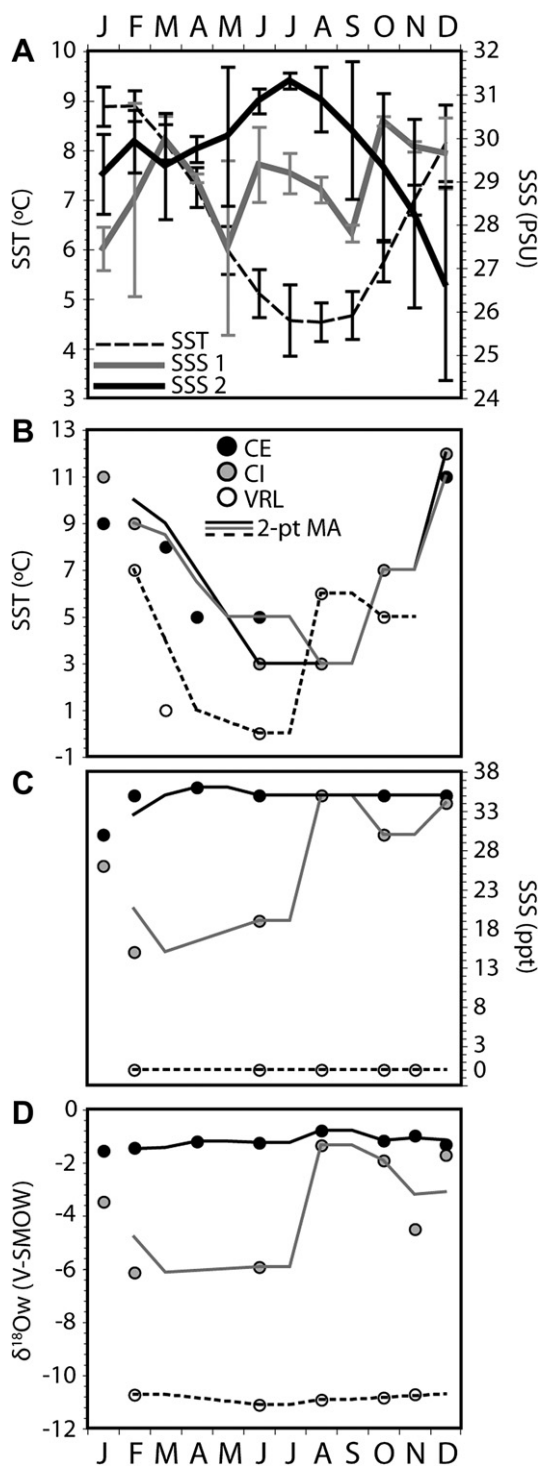 J F M A M J J A S O N D
A
10
9
8
7
6
5
4
3
SST (ºC)
32
31
30
29
28
27
26
25
24
SSS (PSU)
SST
SSS 1
SSS 2
B
13
11
9
7
5
3
1
-1
SST (ºC)
CE
CI
VRL
2-pt MA
C
38
33
28
23
18
13
8
3
0
SSS (ppt)
D
0
-2
-4
-6
-8
-10
-12
δ¹⁸Ow (V-SMOW)
J F M A M J J A S O N D